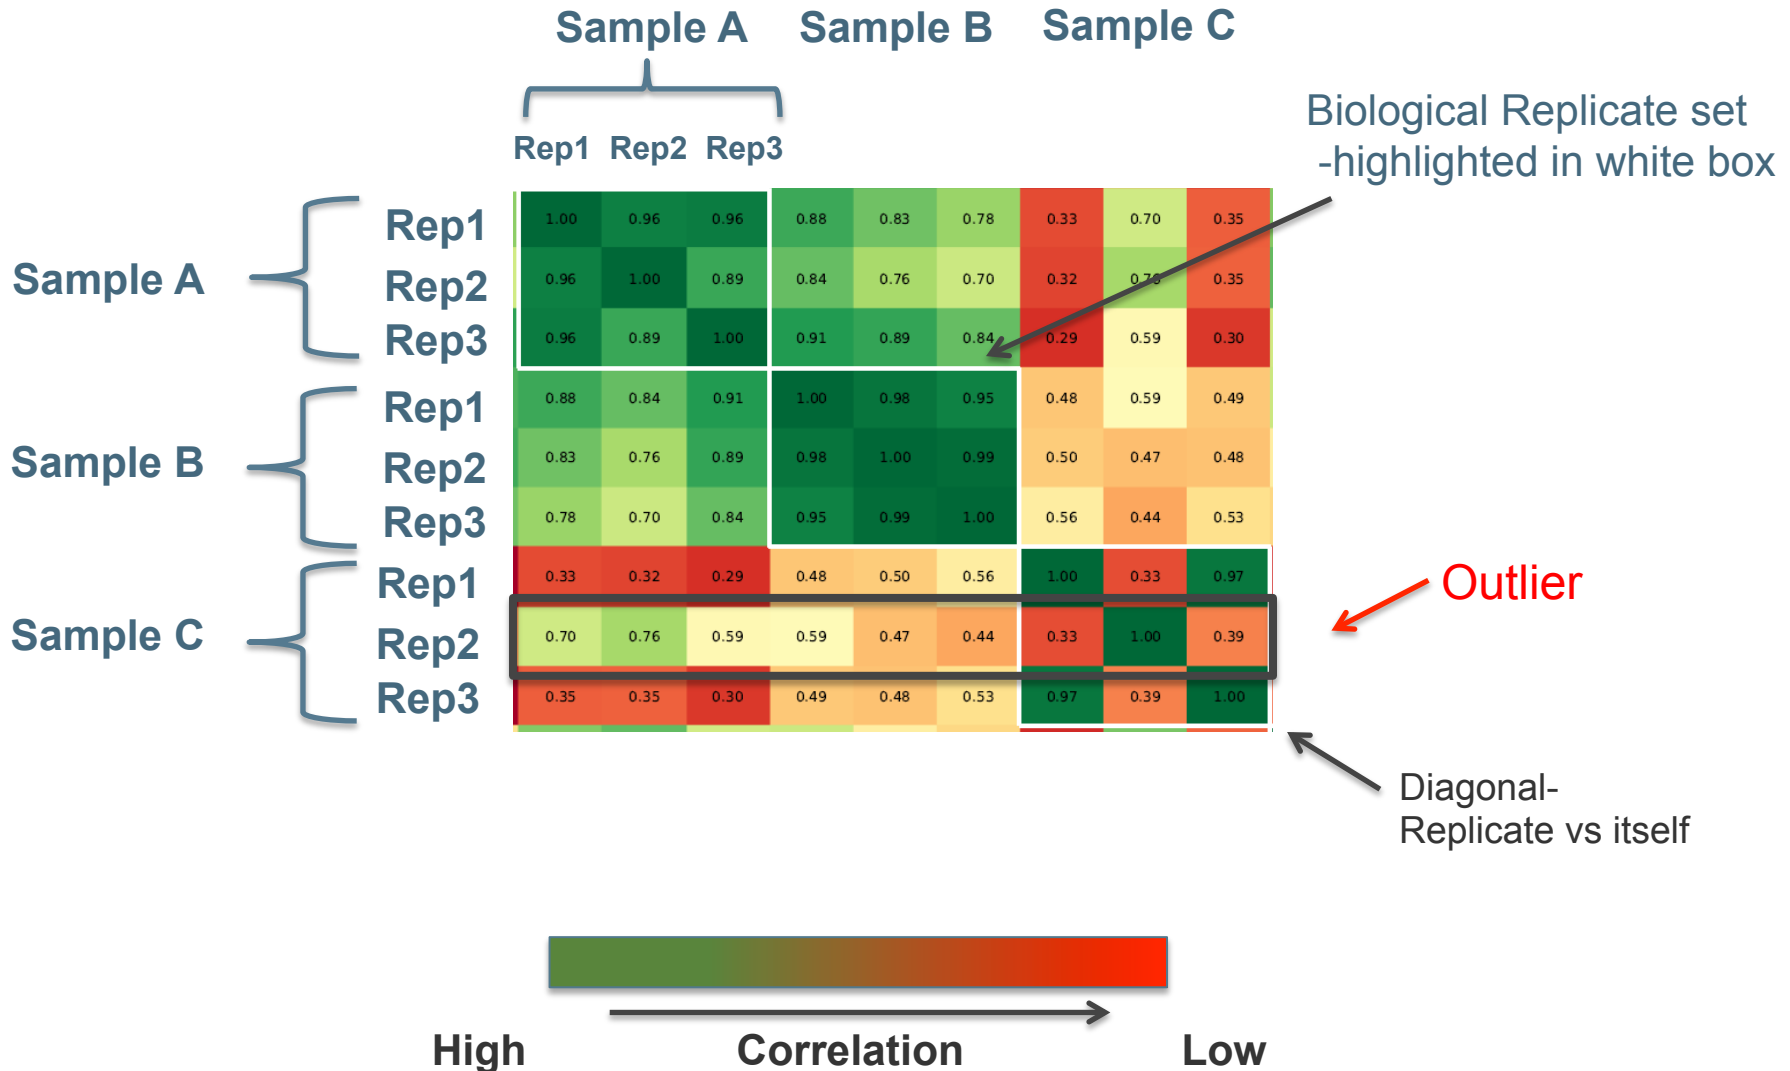 Sample A Sample B Sample C
Biological Replicate set
-highlighted in white box
Rep1 Rep2 Rep3
Sample A
Rep1 1.00 0.96 0.96 0.88 0.83 0.78 0.33 0.70 0.35
Rep2 0.96 1.00 0.89 0.84 0.76 0.70 0.32 0.76 0.35
Rep3 0.96 0.89 1.00 0.91 0.89 0.84 0.29 0.59 0.30
Sample B
Rep1 0.88 0.84 0.91 1.00 0.98 0.95 0.48 0.59 0.49
Rep2 0.83 0.76 0.89 0.98 1.00 0.99 0.50 0.47 0.48
Rep3 0.78 0.70 0.84 0.95 0.99 1.00 0.56 0.44 0.53
Sample C
Rep1 0.33 0.32 0.29 0.48 0.50 0.56 1.00 0.33 0.97
Rep2 0.70 0.76 0.59 0.59 0.47 0.44 0.33 1.00 0.39
Rep3 0.35 0.35 0.30 0.49 0.48 0.53 0.97 0.39 1.00
Outlier
Diagonal-
Replicate vs itself
High Correlation Low